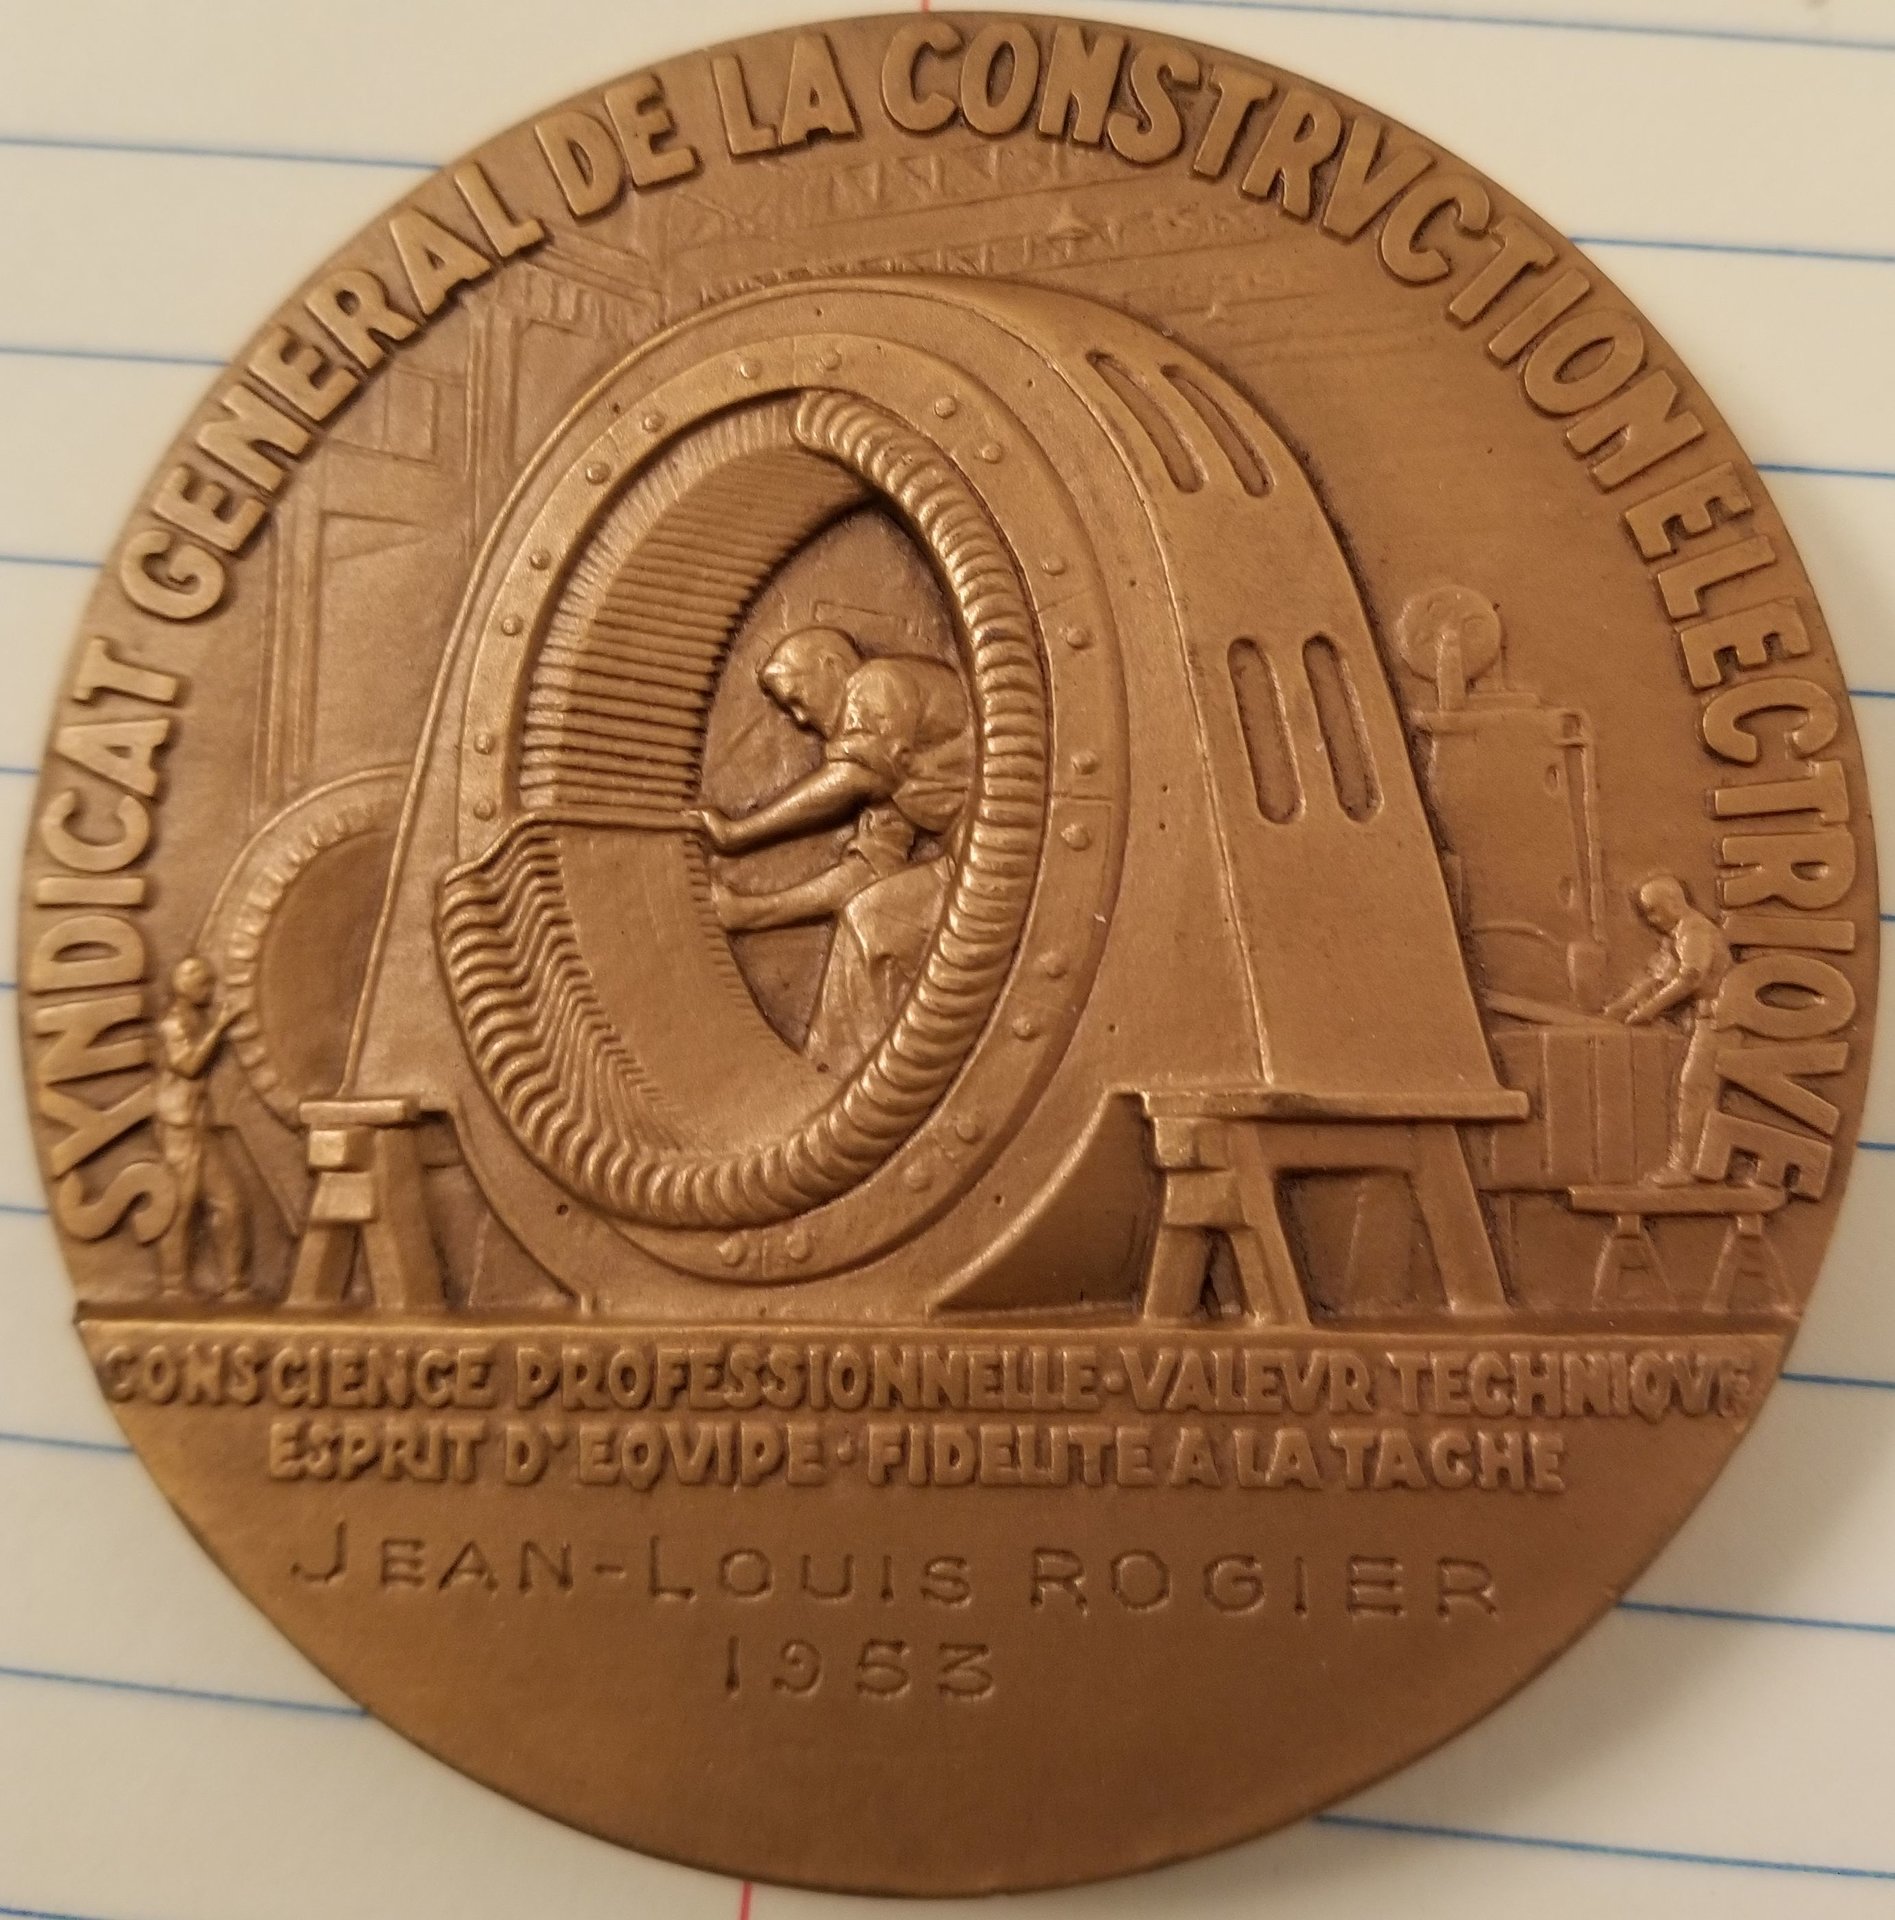 SYNDICAT GENERAL DE LA CONSTRVCTION ELECTRIQVE
CONSCIENCE PROFESSIONNELLE·VALEVR TECHNIQVE
ESPRIT D'EQVIPE·FIDELITE A LA TACHE
JEAN-LOUIS ROGIER
1953